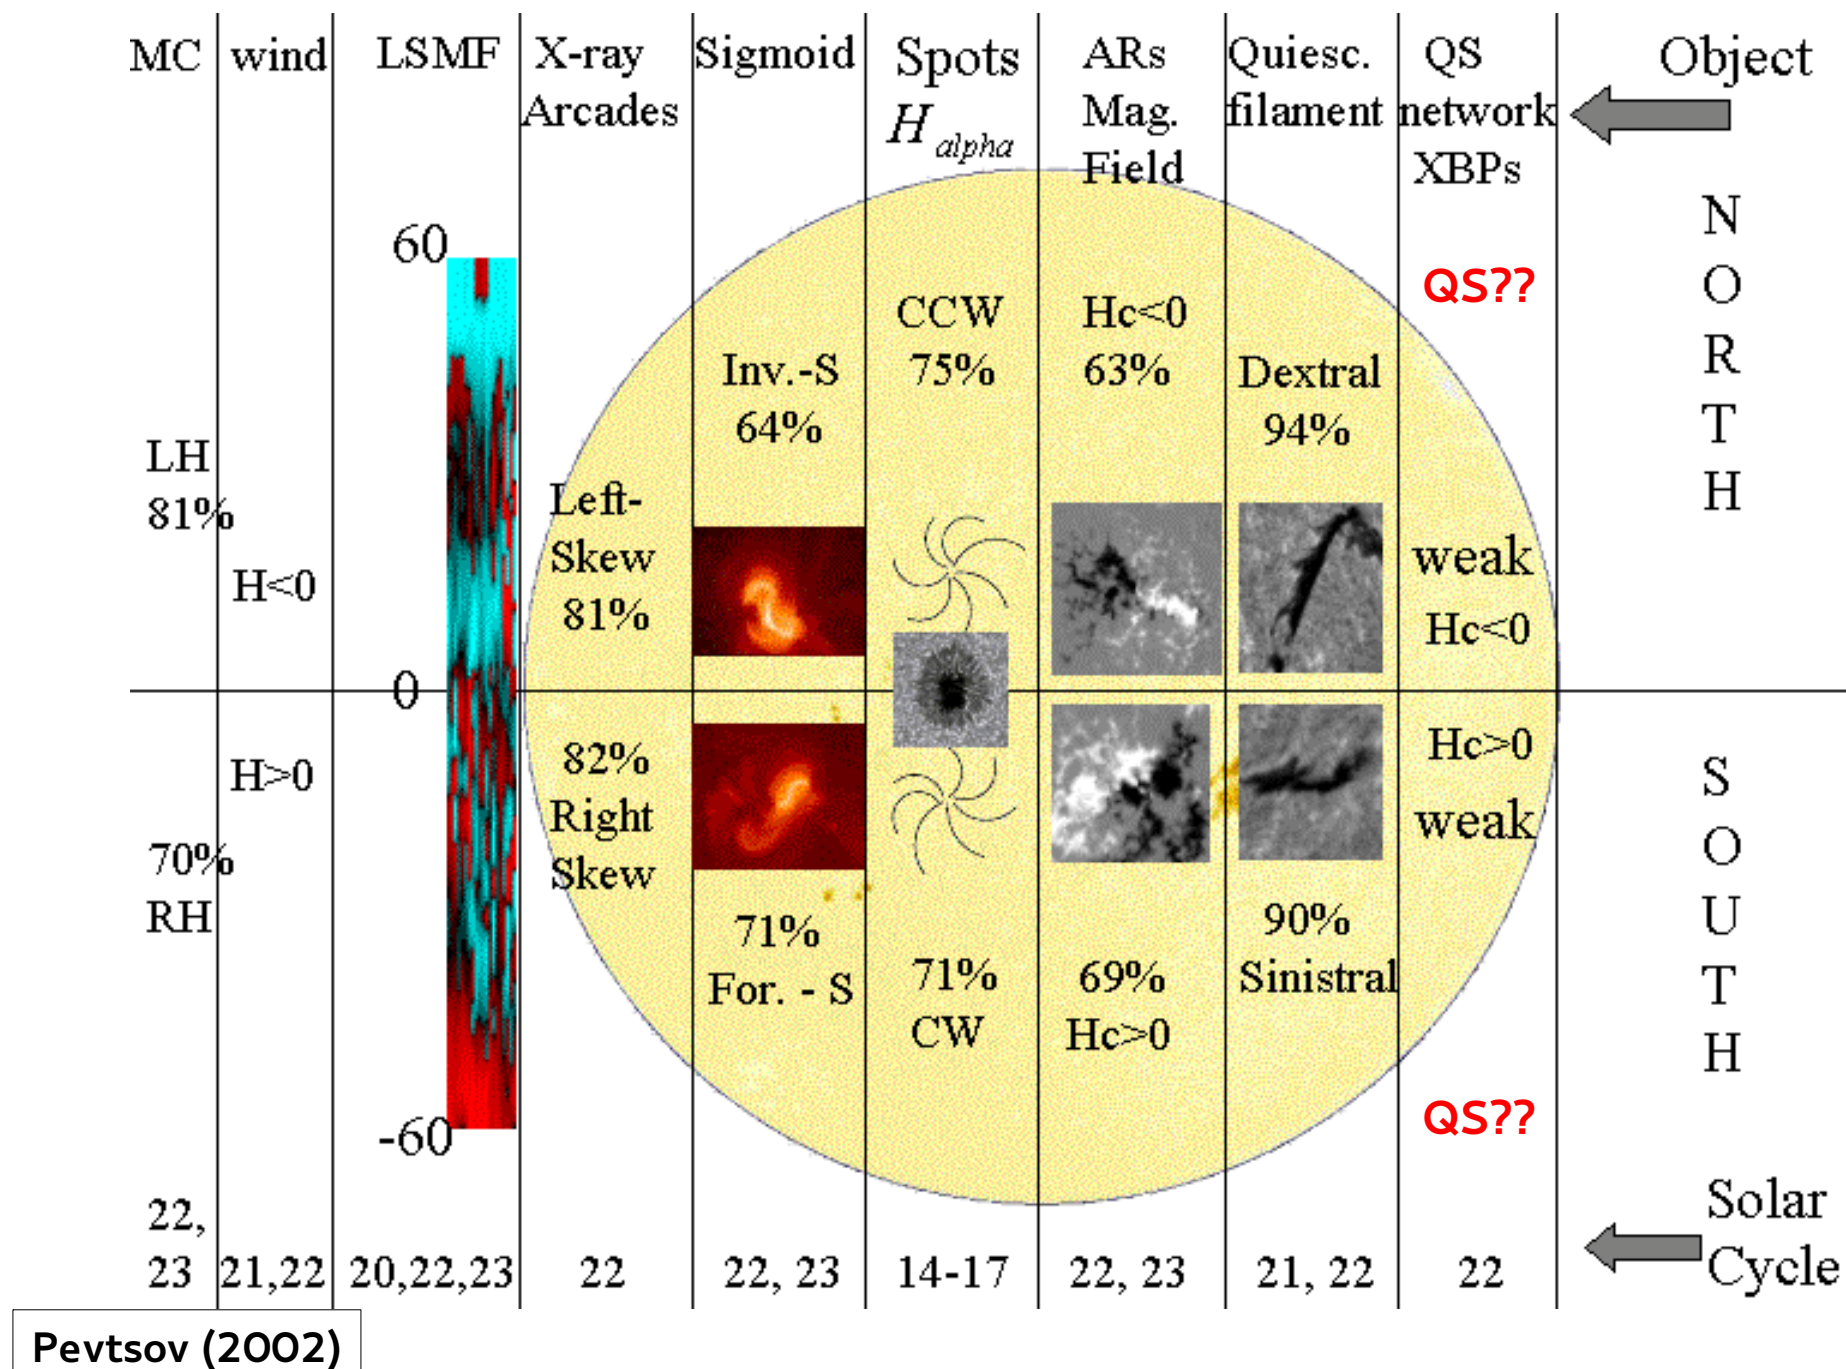 MC
wind
LSMF
X-ray
Arcades
Sigmoid
Spots
H alpha
ARs
Mag.
Field
Quiesc.
filament
QS
network
XBPs
Object
NORTH
60
0
-60
LH
81%
H<0
Left-
Skew
81%
Inv.-S
64%
CCW
75%
Hc<0
63%
Dextral
94%
QS??
weak
Hc<0
SOUTH
70%
RH
H>0
82%
Right
Skew
71%
For. - S
71%
CW
69%
Hc>0
90%
Sinistral
Hc>0
weak
QS??
22,
23
21,22
20,22,23
22
22, 23
14-17
22, 23
21, 22
22
Solar
Cycle
Pevtsov (2002)